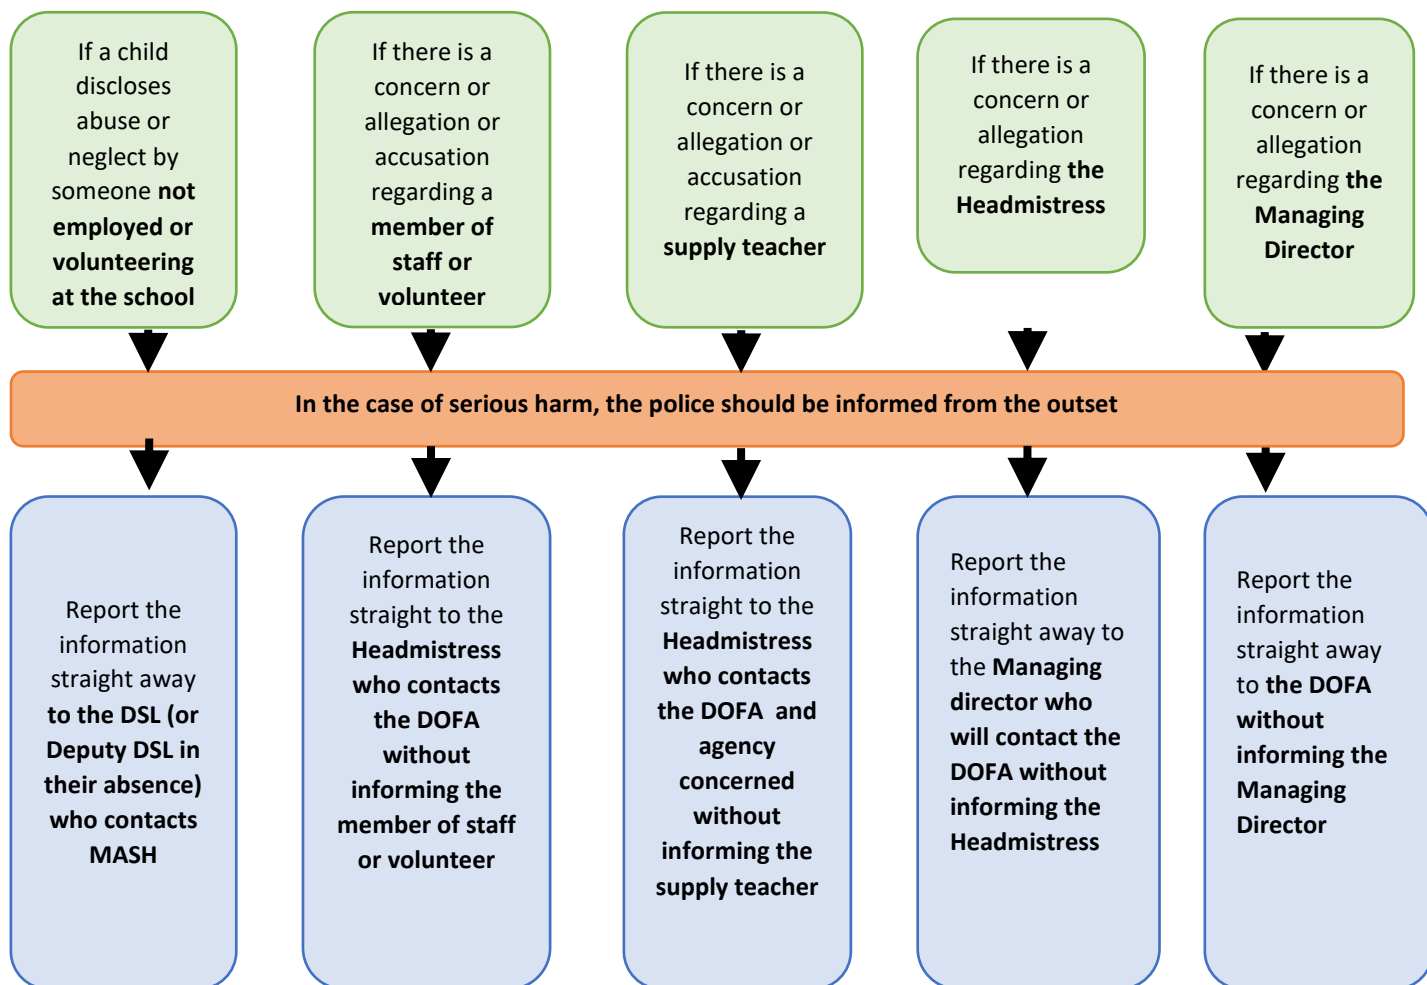 If a child
discloses
abuse or
neglect by
someone not
employed or
volunteering
at the school
If there is a
concern or
allegation or
accusation
regarding a
member of
staff or
volunteer
If there is a
concern or
allegation or
accusation
regarding a
supply teacher
If there is a
concern or
allegation
regarding the
Headmistress
If there is a
concern or
allegation
regarding the
Managing
Director
In the case of serious harm, the police should be informed from the outset
Report the
information
straight away
to the DSL (or
Deputy DSL in
their absence)
who contacts
MASH
Report the
information
straight to the
Headmistress
who contacts
the DOFA
without
informing the
member of staff
or volunteer
Report the
information
straight to the
Headmistress
who contacts
the DOFA and
agency
concerned
without
informing the
supply teacher
Report the
information
straight away to
the Managing
director who
will contact the
DOFA without
informing the
Headmistress
Report the
information
straight away
to the DOFA
without
informing the
Managing
Director